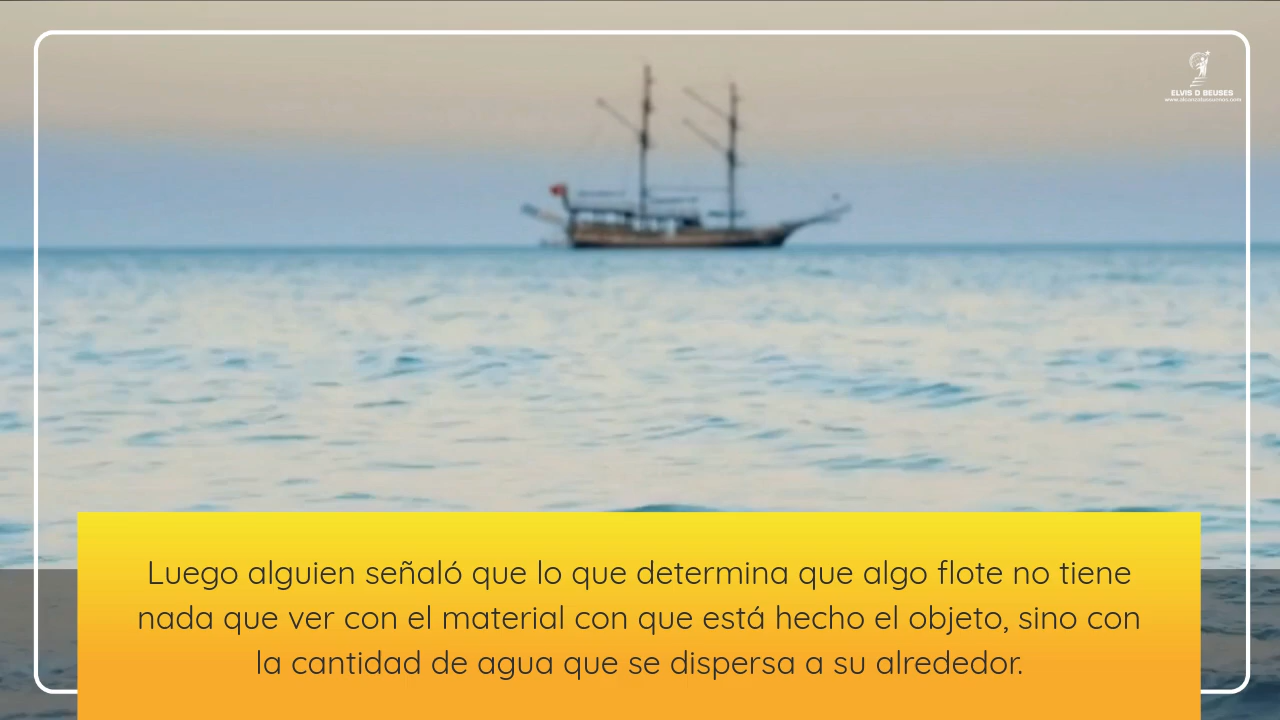 ELVIS D BEUSES
Luego alguien señaló que lo que determina que algo flote no tiene
nada que ver con el material con que está hecho el objeto, sino con
la cantidad de agua que se dispersa a su alrededor.